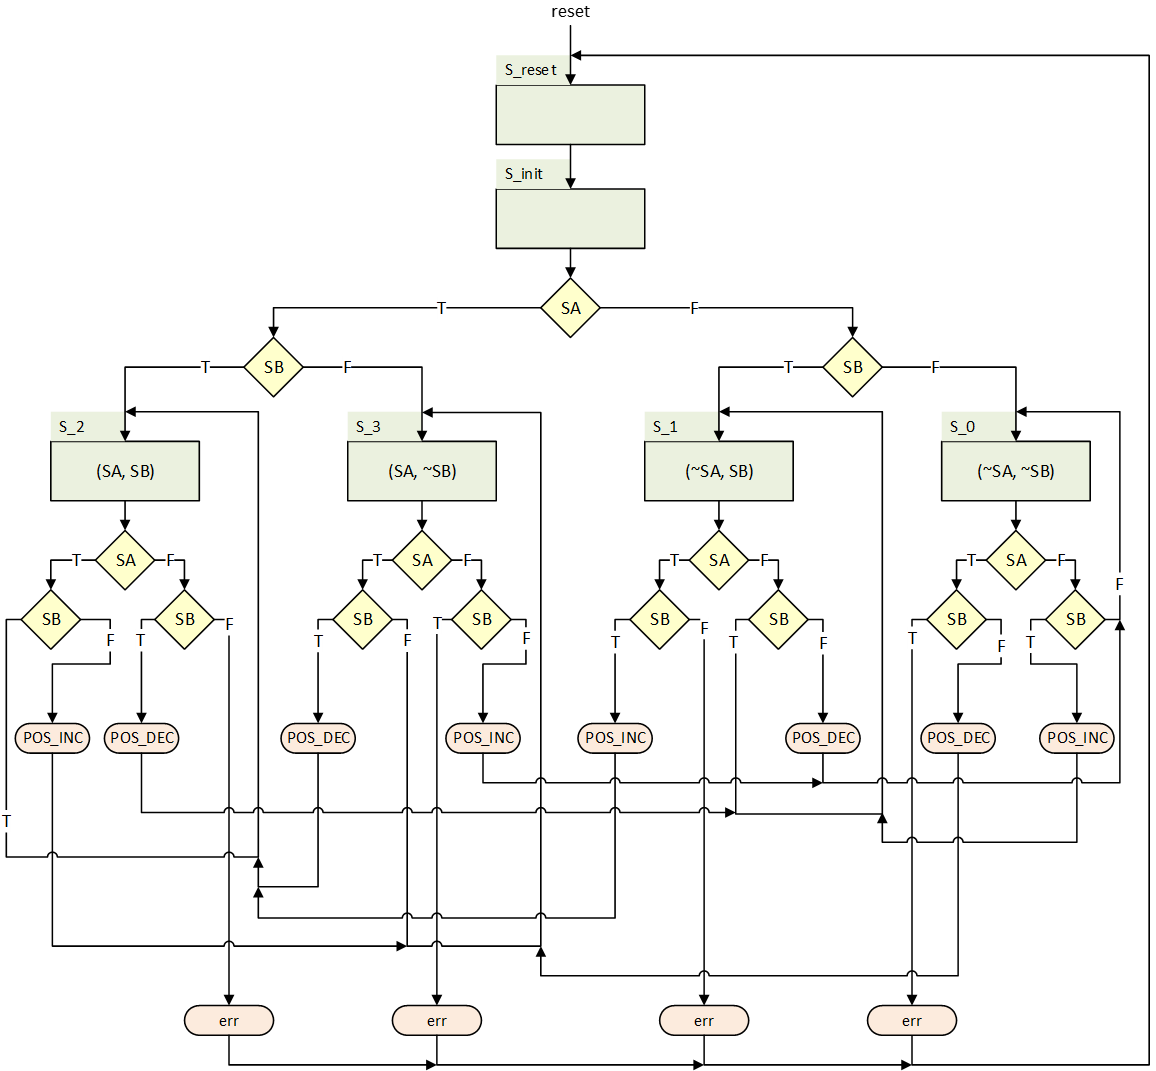 reset
S_reset
S_init
SA
T
F
SB
T
F
SB
T
F
S_2
S_3
S_1
S_0
(SA, SB)
(SA, ~SB)
(~SA, SB)
(~SA, ~SB)
T
SA
F
T
SA
F
T
SA
F
T
SA
F
F
SB
SB
F
SB
T
SB
SB
F
SB
SB
SB
T
F
T
T
F
F
T
T
F
T
F
T
POS_INC
POS_DEC
POS_DEC
POS_INC
POS_INC
POS_DEC
POS_DEC
POS_INC
T
err
err
err
err